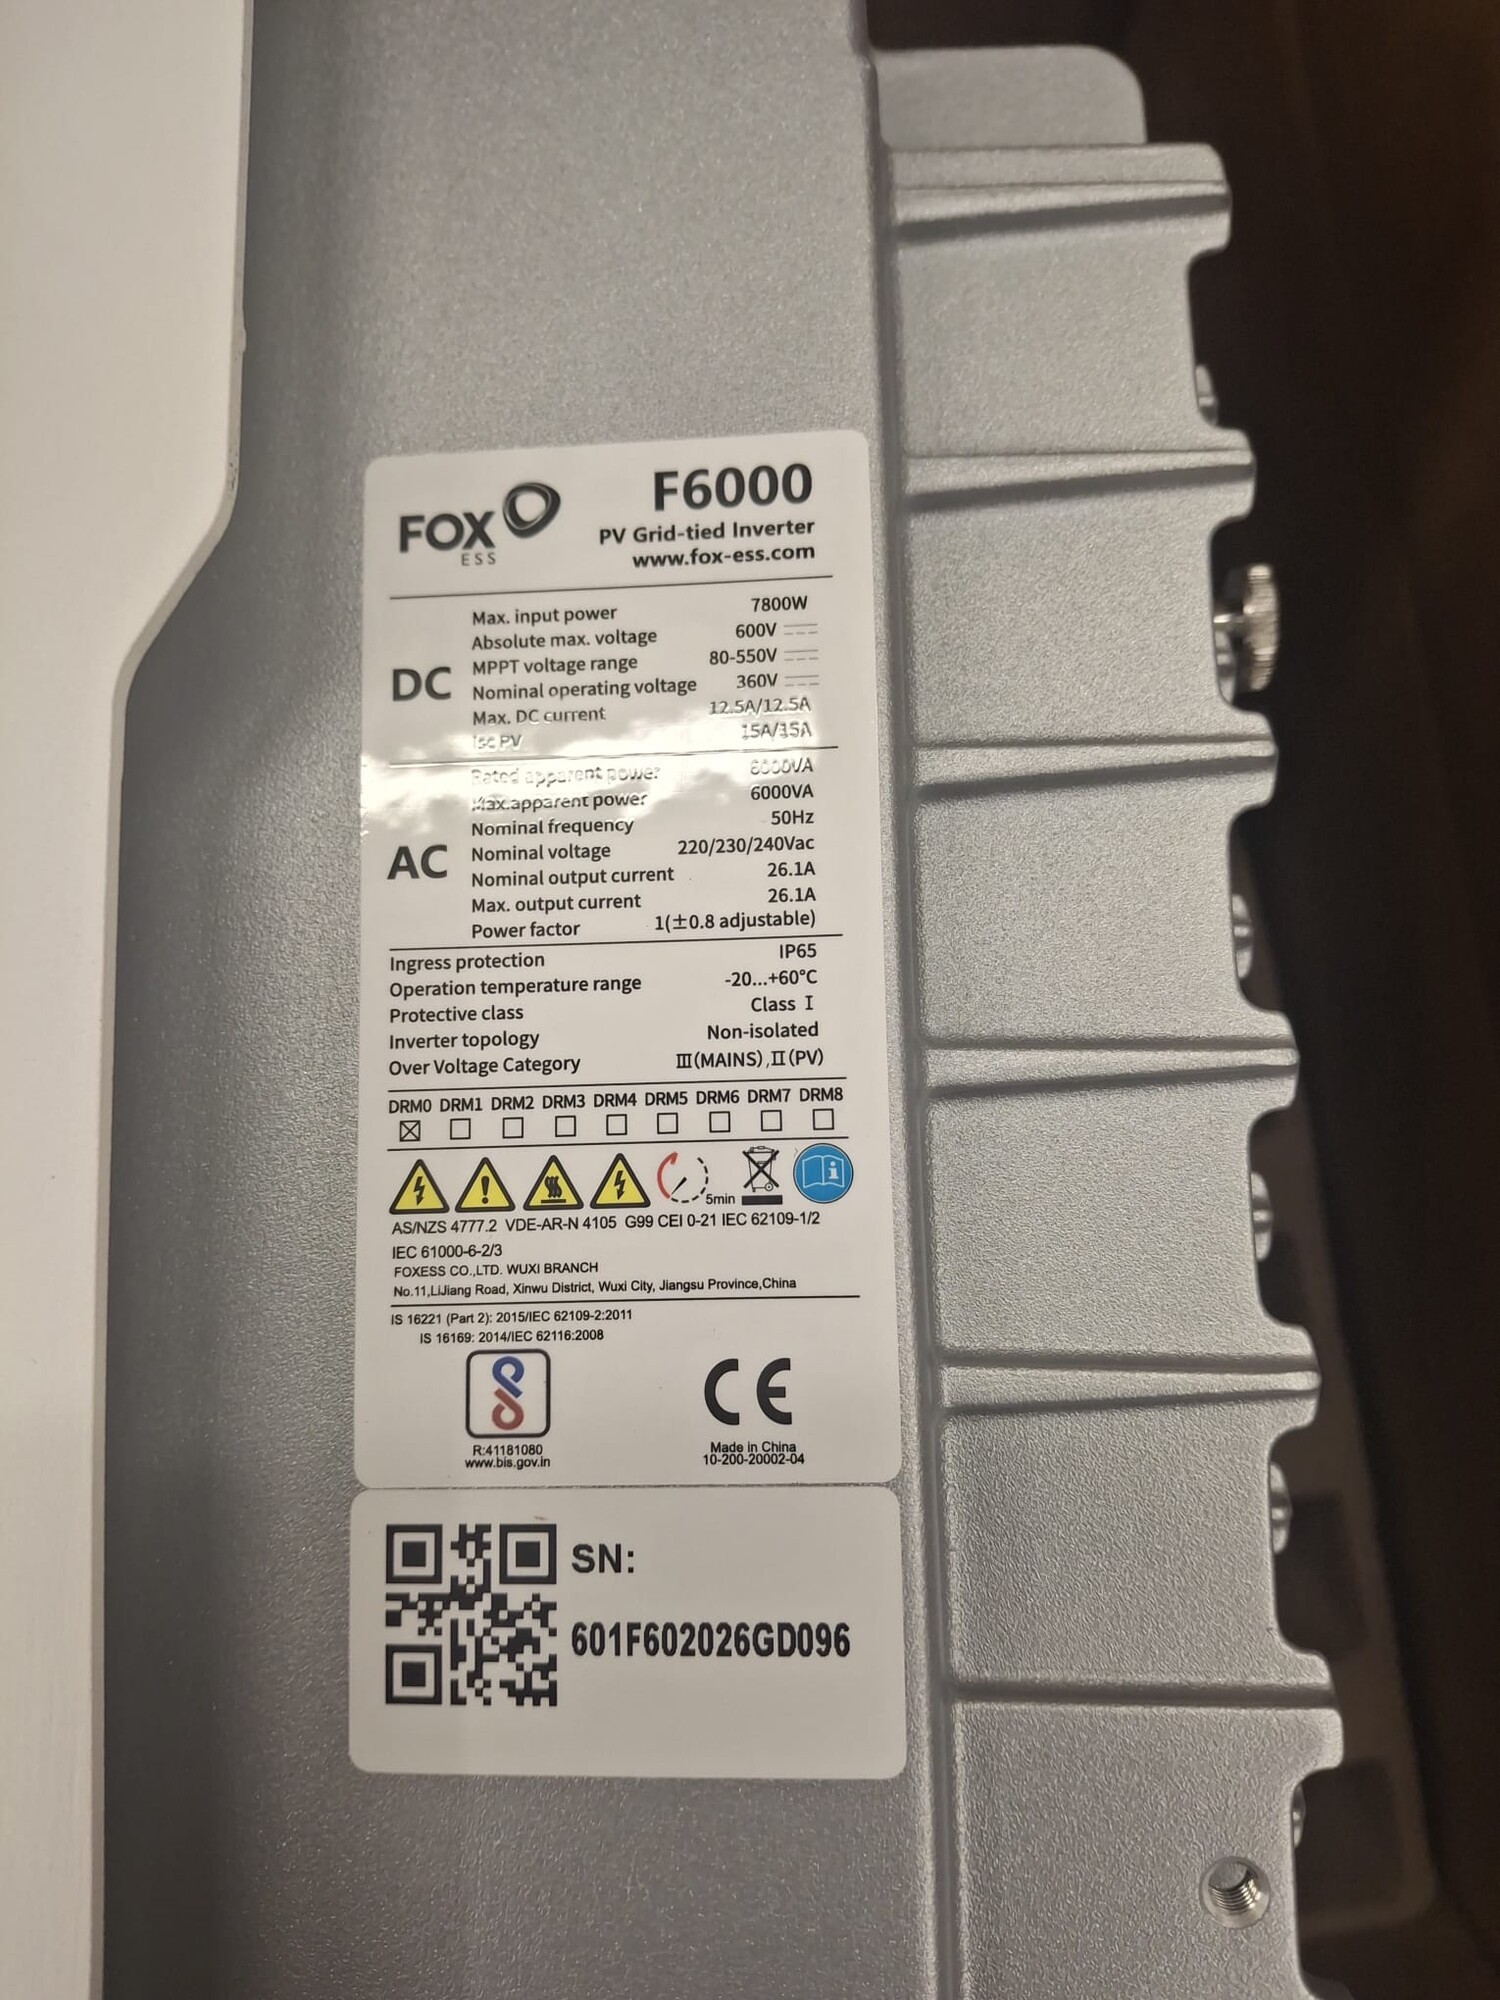 FOX
ESS
F6000
PV Grid-tied Inverter
www.fox-ess.com
DC
Max. input power 7800W
Absolute max. voltage 600V
MPPT voltage range 80-550V
Nominal operating voltage 360V
Max. DC current 12.5A/12.5A
Isc PV 15A/15A
AC
Rated apparent power 6000VA
Max.apparent power 6000VA
Nominal frequency 50Hz
Nominal voltage 220/230/240Vac
Nominal output current 26.1A
Max. output current 26.1A
Power factor 1(±0.8 adjustable)
Ingress protection IP65
Operation temperature range -20...+60°C
Protective class Class I
Inverter topology Non-isolated
Over Voltage Category III(MAINS),II(PV)
DRM0 DRM1 DRM2 DRM3 DRM4 DRM5 DRM6 DRM7 DRM8
5min
AS/NZS 4777.2 VDE-AR-N 4105 G99 CEI 0-21 IEC 62109-1/2
IEC 61000-6-2/3
FOXESS CO.,LTD. WUXI BRANCH
No.11,LiJiang Road, Xinwu District, Wuxi City, Jiangsu Province,China
IS 16221 (Part 2): 2015/IEC 62109-2:2011
IS 16169: 2014/IEC 62116:2008
CE
R:41181080
www.bis.gov.in
Made in China
10-200-20002-04
SN:
601F602026GD096